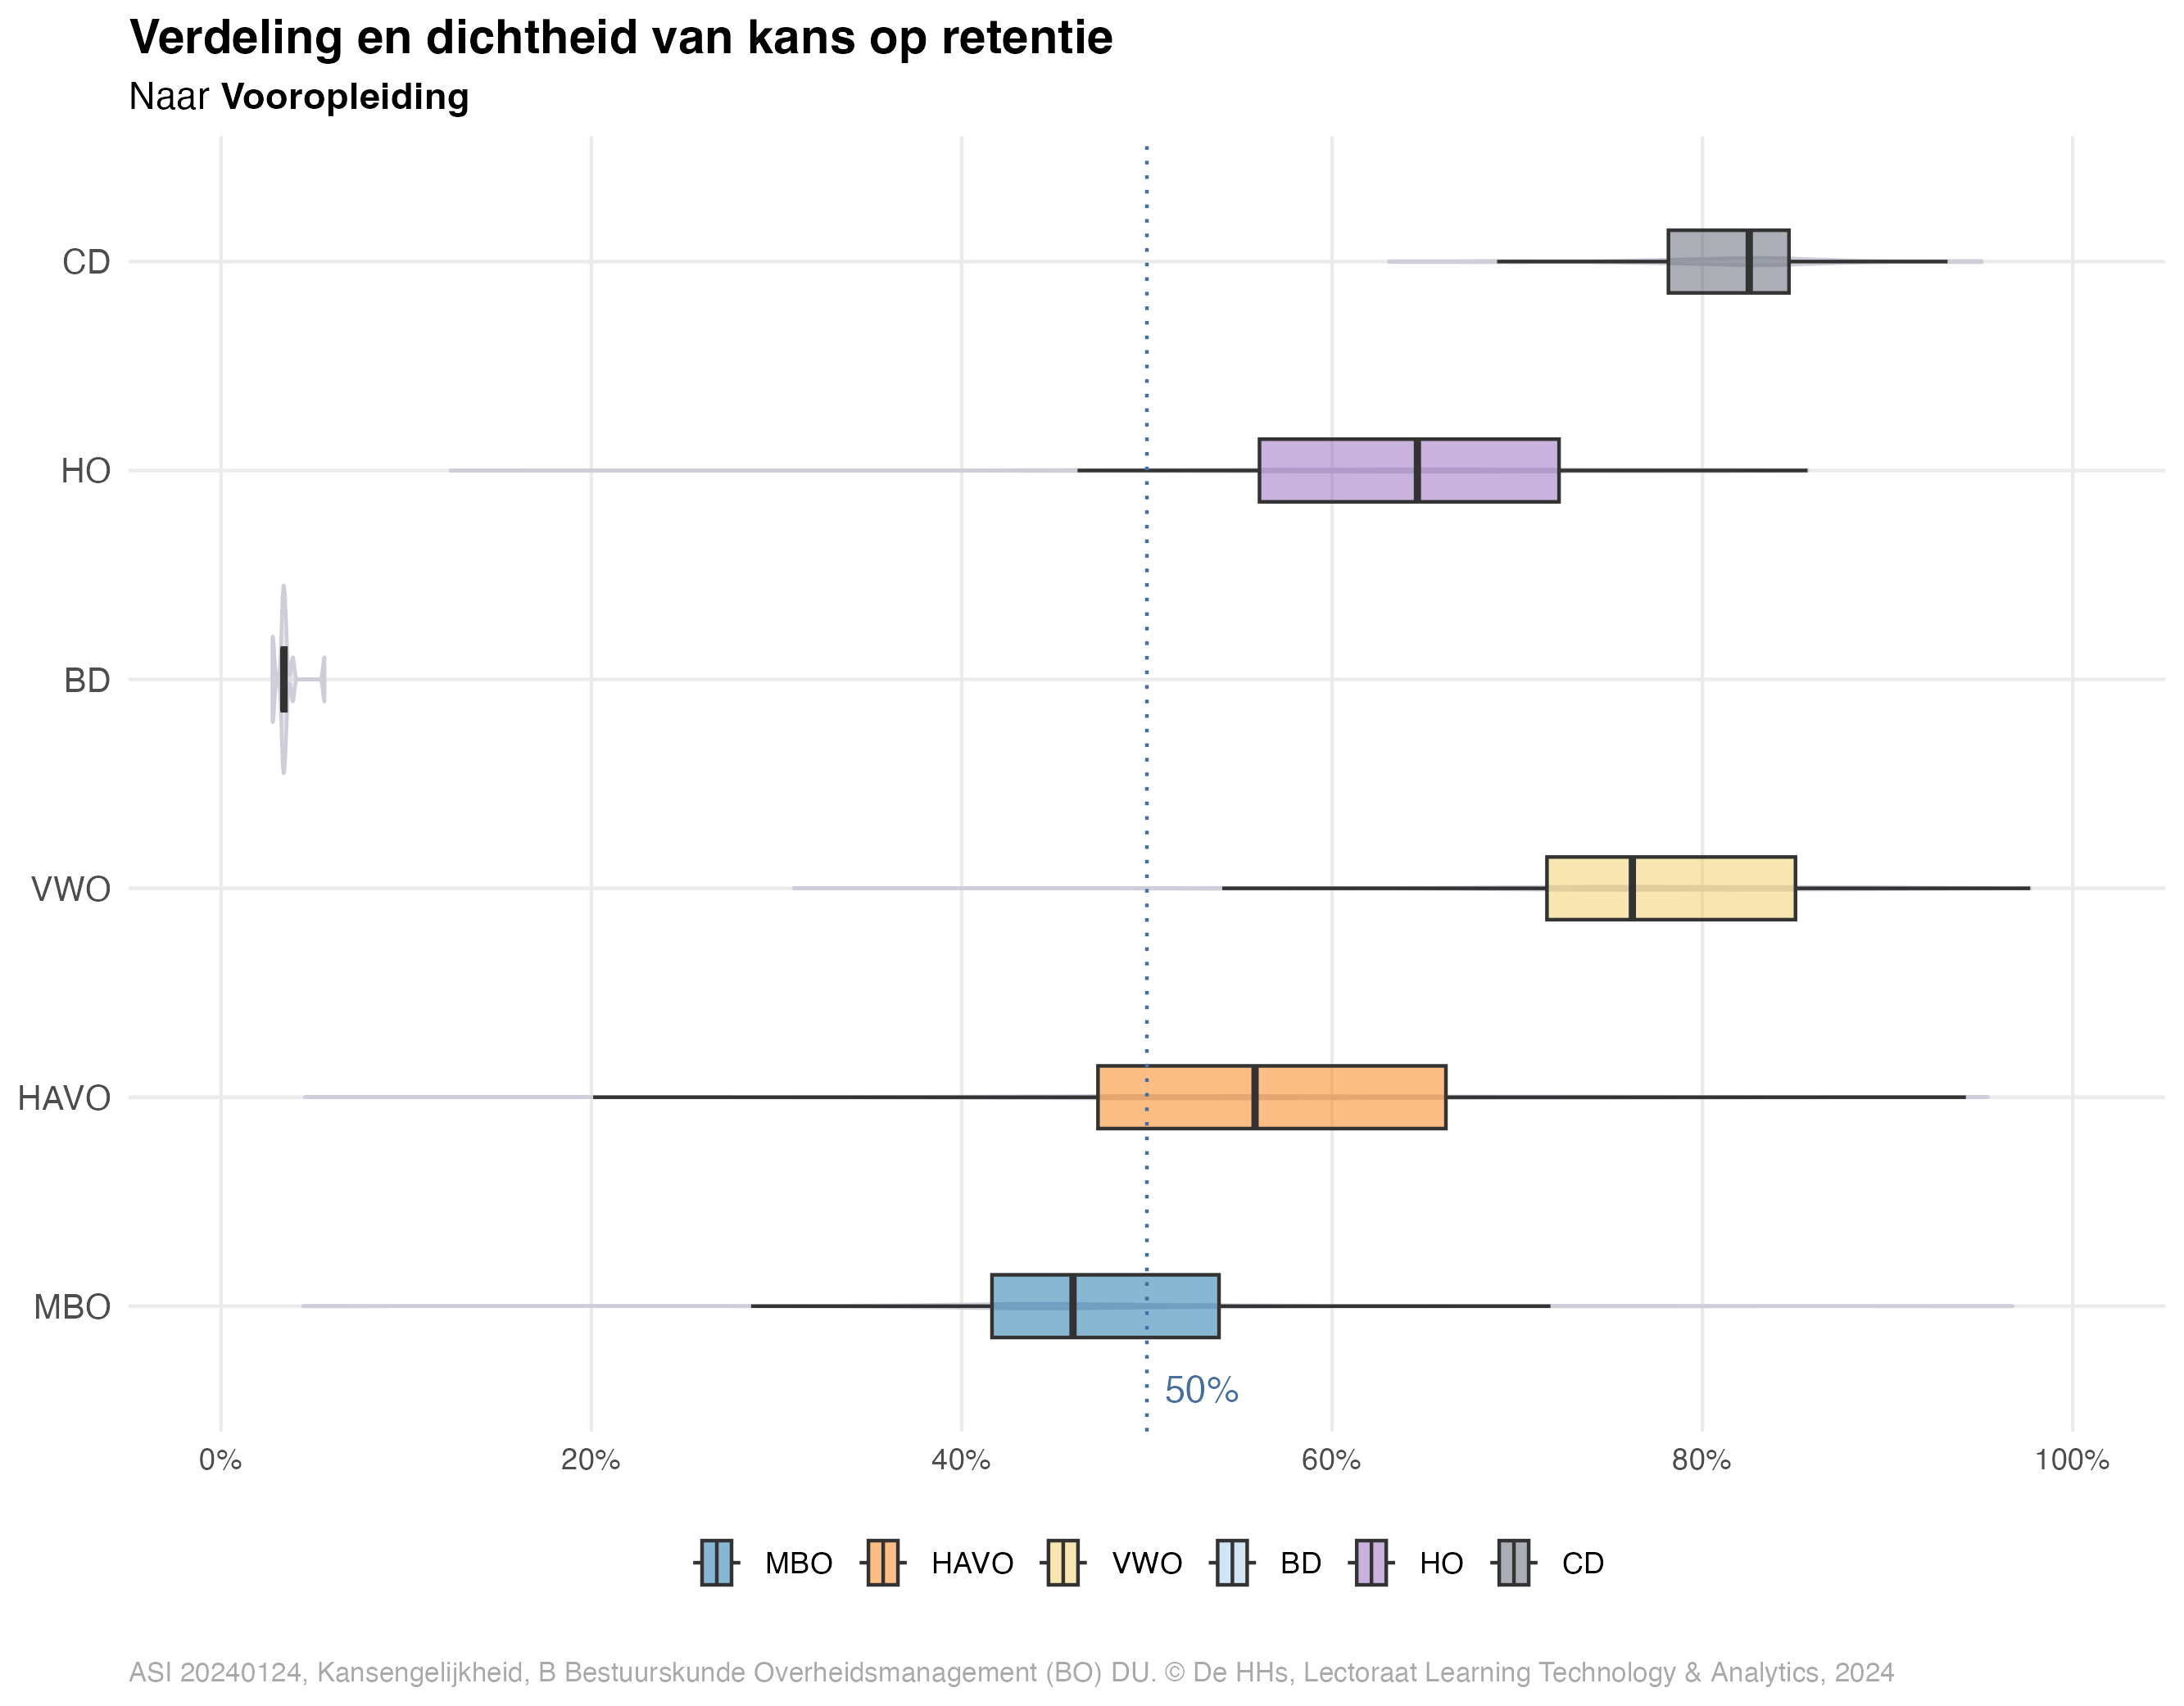 Verdeling en dichtheid van kans op retentie
Naar Vooropleiding
CD
HO
BD
VWO
HAVO
MBO
50%
0% 20% 40% 60% 80% 100%
MBO HAVO VWO BD HO CD
ASI 20240124, Kansengelijkheid, B Bestuurskunde Overheidsmanagement (BO) DU. © De HHs, Lectoraat Learning Technology & Analytics, 2024